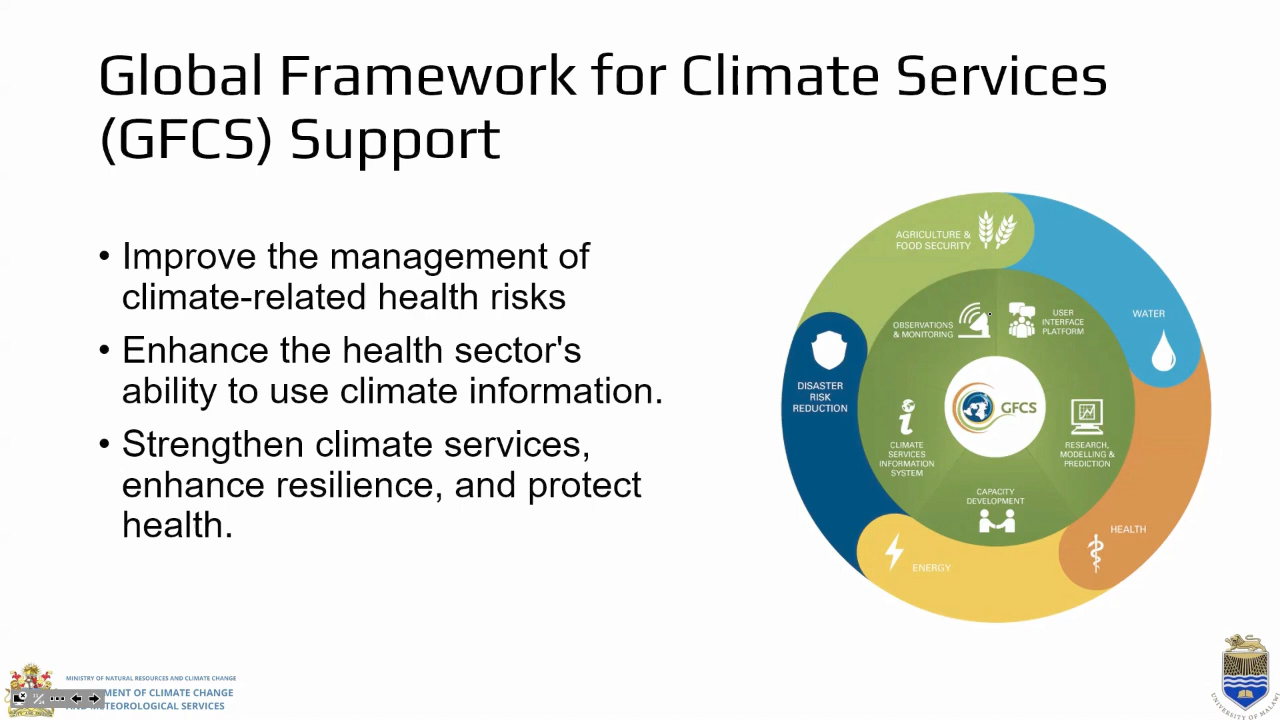 Global Framework for Climate Services
(GFCS) Support
• Improve the management of
climate-related health risks
• Enhance the health sector's
ability to use climate information.
• Strengthen climate services,
enhance resilience, and protect
health.
AGRICULTURE &
FOOD SECURITY
WATER
OBSERVATIONS
& MONITORING
USER
INTERFACE
PLATFORM
DISASTER
RISK
REDUCTION
GFCS
CLIMATE
SERVICES
INFORMATION
SYSTEM
RESEARCH,
MODELLING &
PREDICTION
CAPACITY
DEVELOPMENT
HEALTH
ENERGY
MINISTRY OF NATURAL RESOURCES AND CLIMATE CHANGE
OF CLIMATE CHANGE
METEOROLOGICAL SERVICES
UNIVERSITY OF MALAWI